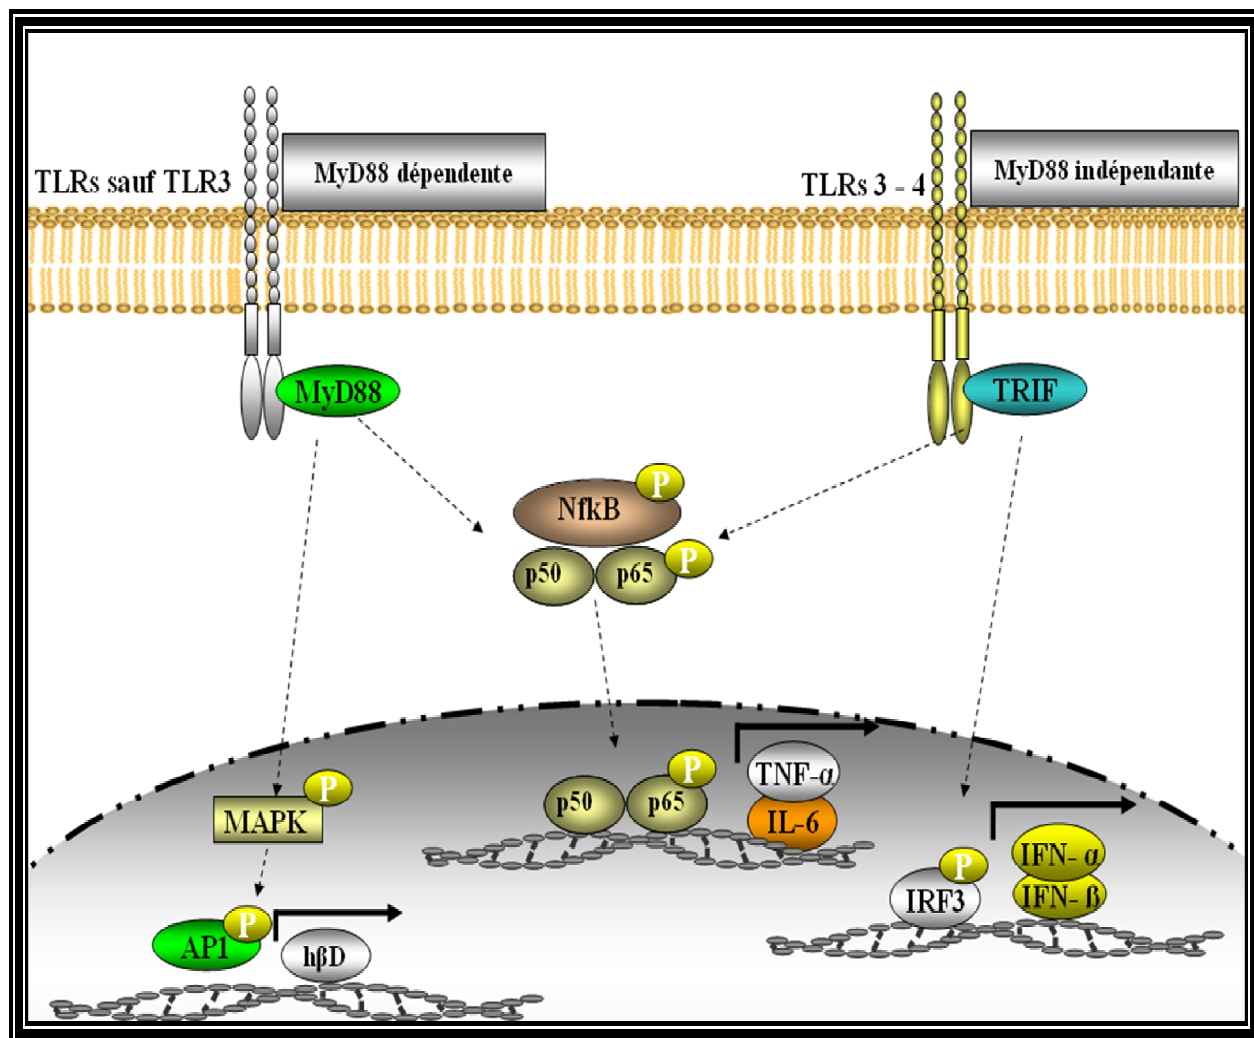 MyD88 dépendente
TLRs sauf TLR3
MyD88 indépendante
TLRs 3 - 4
MyD88
TRIF
P
NfkB
P
p50
p65
P
MAPK
P
p50
p65
TNF-α
IL-6
P
AP1
hβD
P
IRF3
IFN- α
IFN- ß